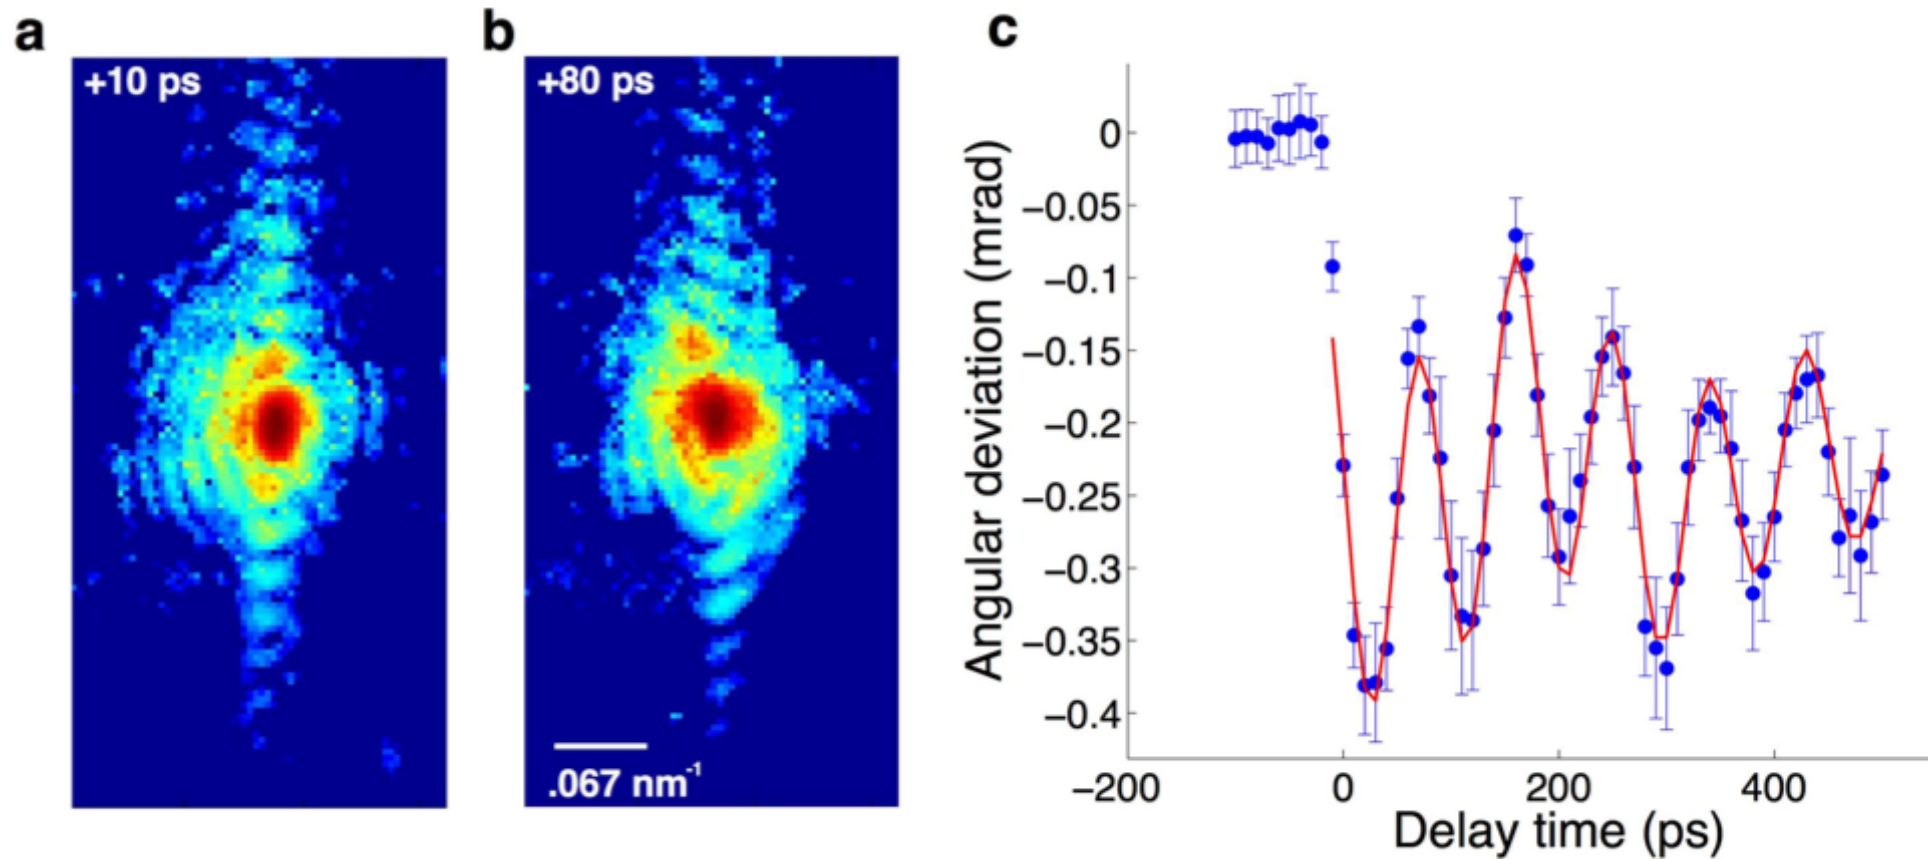 a
+10 ps
b
+80 ps
.067 nm⁻¹
c
Angular deviation (mrad)
0
−0.05
−0.1
−0.15
−0.2
−0.25
−0.3
−0.35
−0.4
−200
0
200
400
Delay time (ps)